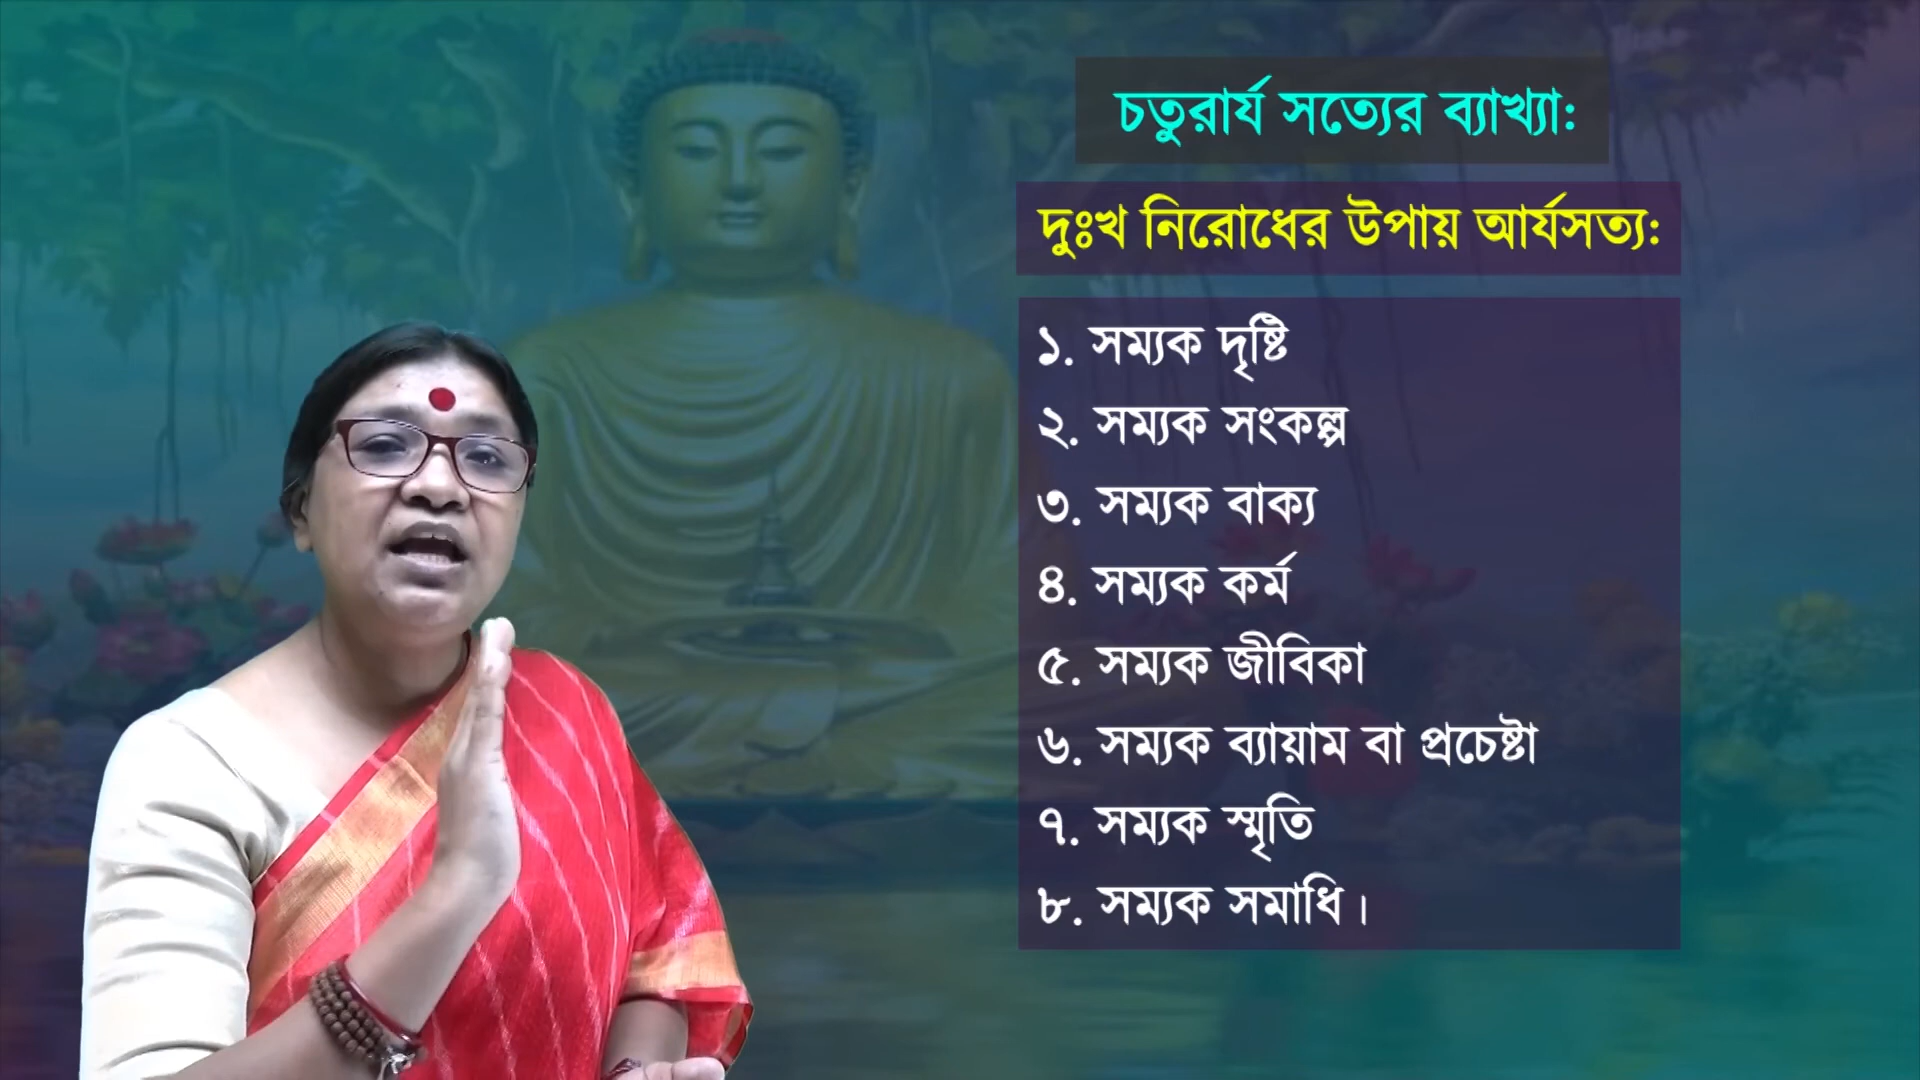 চতুরার্য সত্যের ব্যাখ্যা:
দুঃখ নিরোধের উপায় আর্যসত্য:
১. সম্যক দৃষ্টি
২. সম্যক সংকল্প
৩. সম্যক বাক্য
৪. সম্যক কর্ম
৫. সম্যক জীবিকা
৬. সম্যক ব্যায়াম বা প্রচেষ্টা
৭. সম্যক স্মৃতি
৮. সম্যক সমাধি।